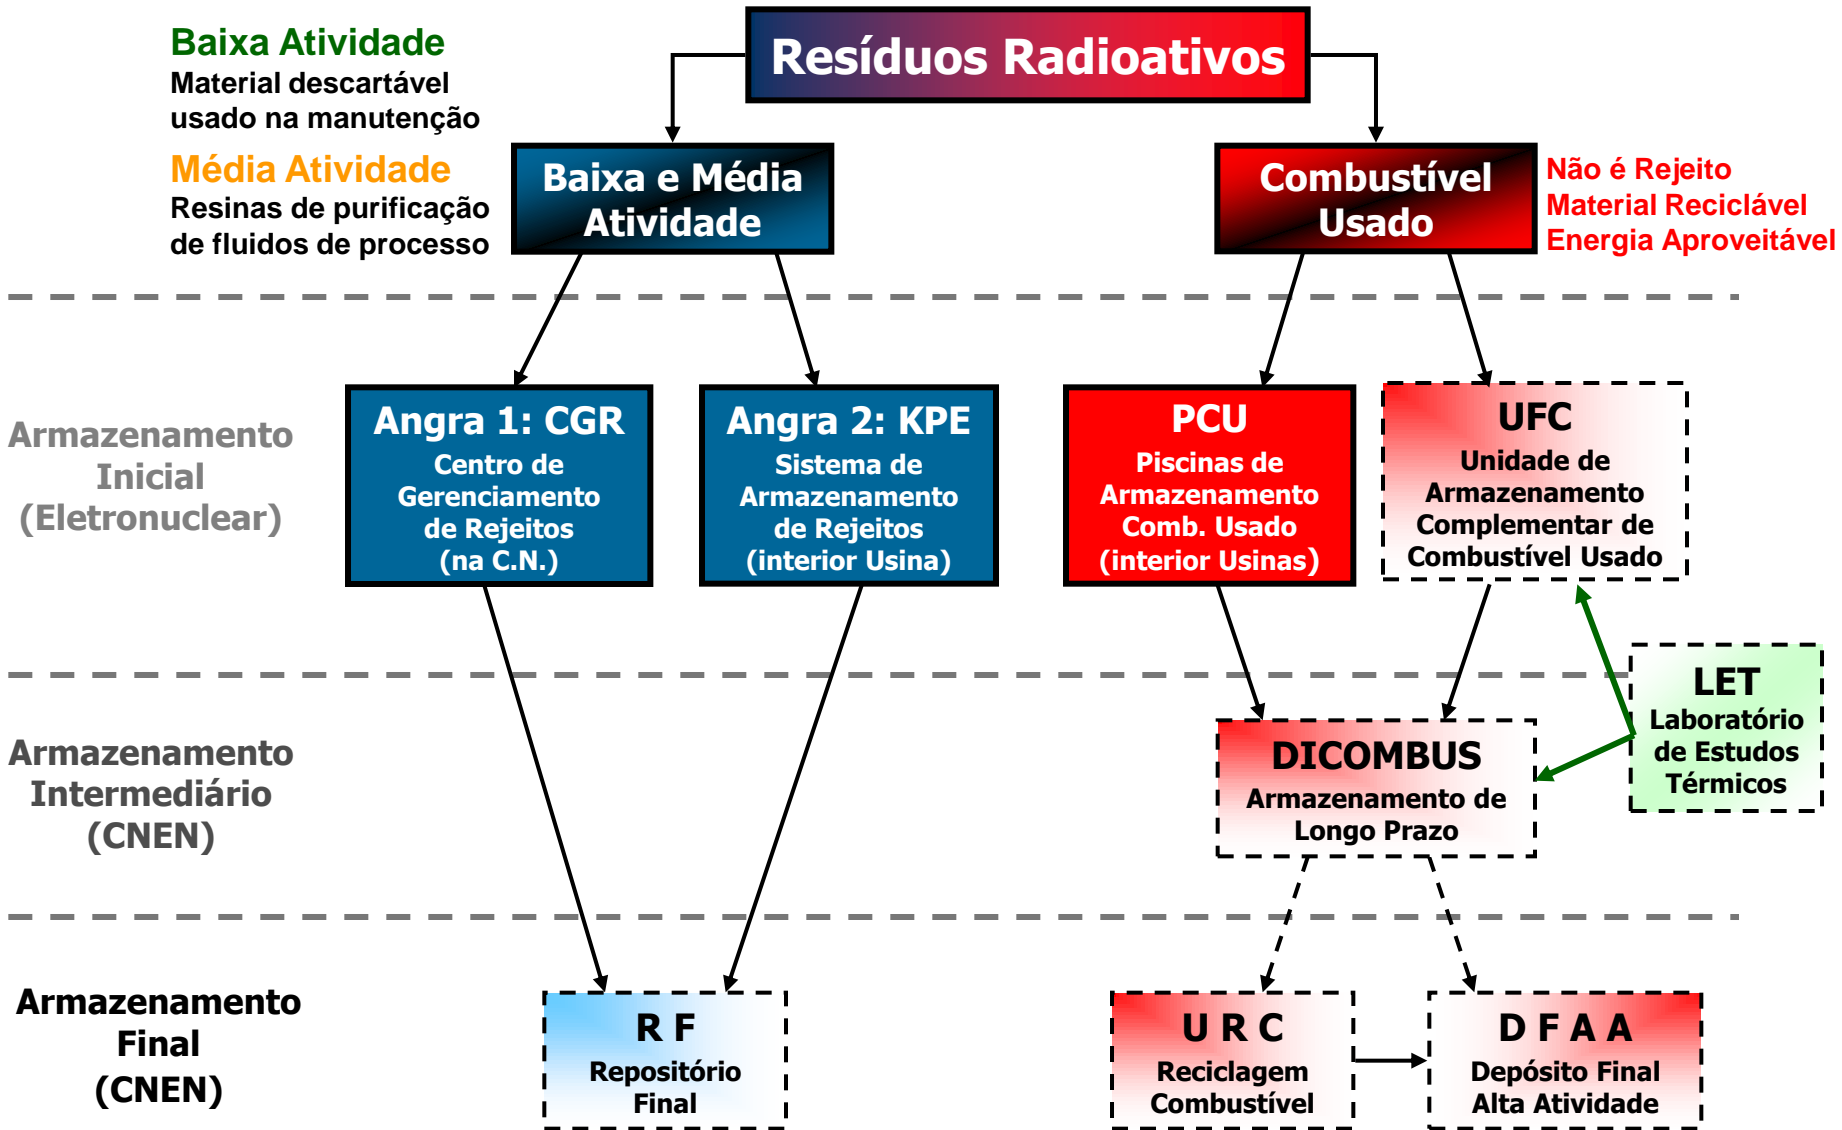 Resíduos Radioativos
Baixa Atividade
Material descartável
usado na manutenção
Média Atividade
Resinas de purificação
de fluidos de processo
Baixa e Média
Atividade
Combustível
Usado
Não é Rejeito
Material Reciclável
Energia Aproveitável
Armazenamento
Inicial
(Eletronuclear)
Angra 1: CGR
Centro de
Gerenciamento
de Rejeitos
(na C.N.)
Angra 2: KPE
Sistema de
Armazenamento
de Rejeitos
(interior Usina)
PCU
Piscinas de
Armazenamento
Comb. Usado
(interior Usinas)
UFC
Unidade de
Armazenamento
Complementar de
Combustível Usado
LET
Laboratório
de Estudos
Térmicos
Armazenamento
Intermediário
(CNEN)
DICOMBUS
Armazenamento de
Longo Prazo
Armazenamento
Final
(CNEN)
R F
Repositório
Final
U R C
Reciclagem
Combustível
D F A A
Depósito Final
Alta Atividade